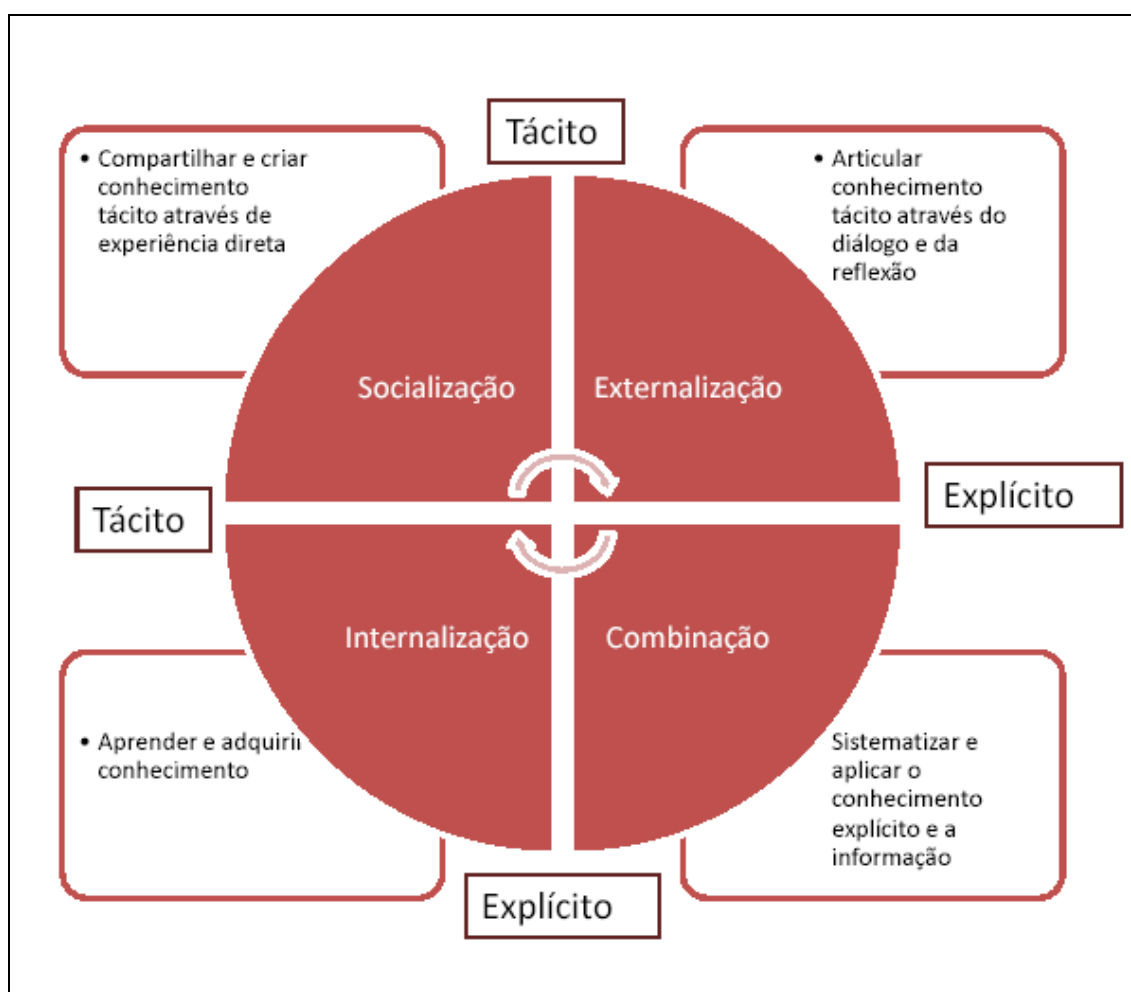 Tácito
• Compartilhar e criar
conhecimento
tácito através de
experiência direta
• Articular
conhecimento
tácito através do
diálogo e da
reflexão
Socialização
Externalização
Tácito
Explícito
Internalização
Combinação
• Aprender e adquirir
conhecimento
Sistematizar e
aplicar o
conhecimento
explícito e a
informação
Explícito